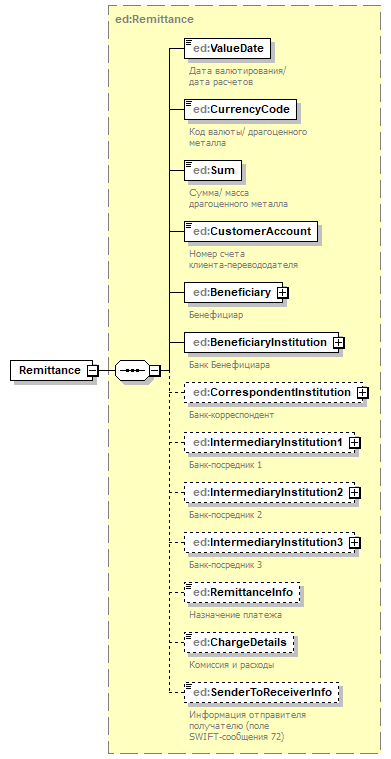 ed:Remittance
ed:ValueDate
Дата валютирования/
дата расчетов
ed:CurrencyCode
Код валюты/ драгоценного
металла
ed:Sum
Сумма/ масса
драгоценного металла
ed:CustomerAccount
Номер счета
клиента-перевододателя
ed:Beneficiary
Бенефициар
ed:BeneficiaryInstitution
Банк Бенефициара
Remittance
ed:CorrespondentInstitution
Банк-корреспондент
ed:IntermediaryInstitution1
Банк-посредник 1
ed:IntermediaryInstitution2
Банк-посредник 2
ed:IntermediaryInstitution3
Банк-посредник 3
ed:RemittanceInfo
Назначение платежа
ed:ChargeDetails
Комиссия и расходы
ed:SenderToReceiverInfo
Информация отправителя
получателю (поле
SWIFT-сообщения 72)